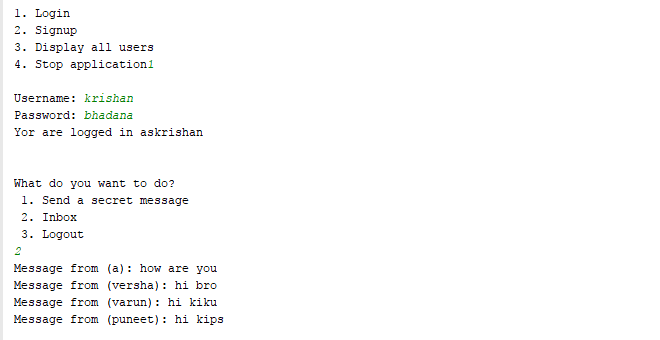 1. Login
2. Signup
3. Display all users
4. Stop application1
Username: krishan
Password: bhadana
Yor are logged in askrishan
What do you want to do?
1. Send a secret message
2. Inbox
3. Logout
2
Message from (a): how are you
Message from (versha): hi bro
Message from (varun): hi kiku
Message from (puneet): hi kips